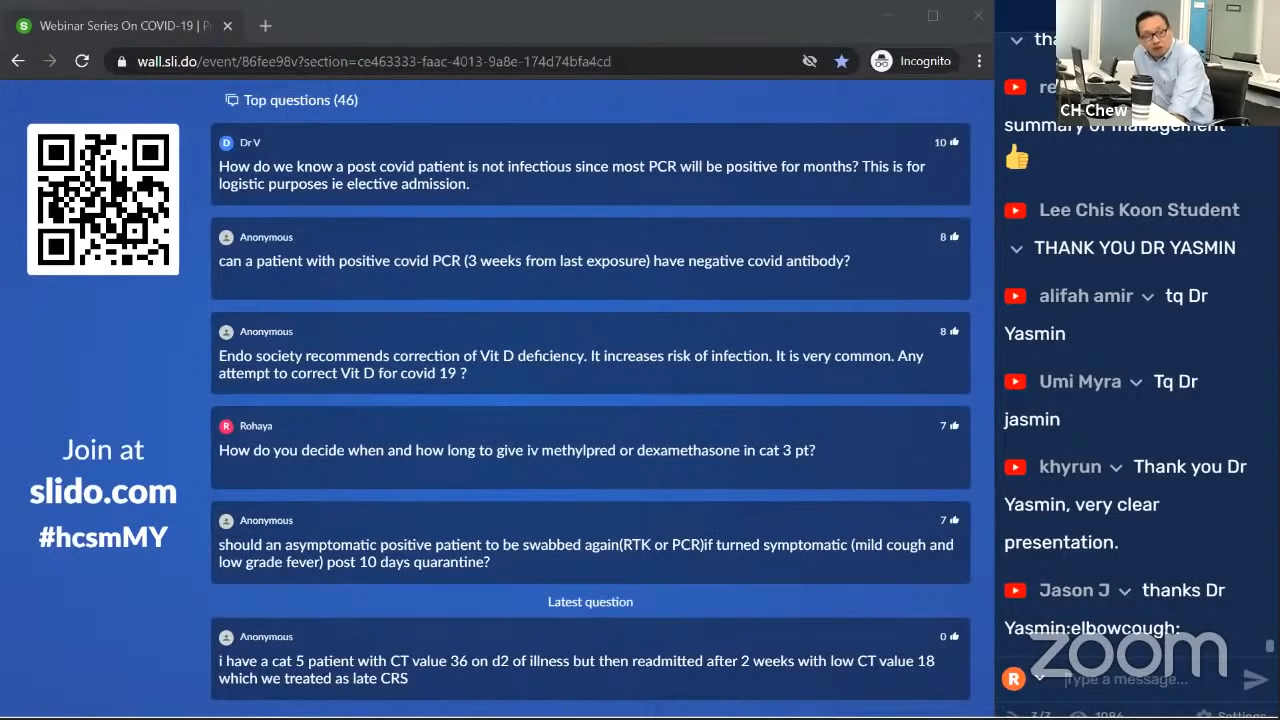 Webinar Series On COVID-19 | P
wall.sli.do/event/86fee98v?section=ce463333-faac-4013-9a8e-174d74bfa4cd
Incognito
Top questions (46)
Dr V
10
How do we know a post covid patient is not infectious since most PCR will be positive for months? This is for
logistic purposes ie elective admission.
Anonymous
8
can a patient with positive covid PCR (3 weeks from last exposure) have negative covid antibody?
Anonymous
8
Endo society recommends correction of Vit D deficiency. It increases risk of infection. It is very common. Any
attempt to correct Vit D for covid 19 ?
R
Rohaya
7
How do you decide when and how long to give iv methylpred or dexamethasone in cat 3 pt?
Anonymous
7
should an asymptomatic positive patient to be swabbed again(RTK or PCR)if turned symptomatic (mild cough and
low grade fever) post 10 days quarantine?
Latest question
Anonymous
0
i have a cat 5 patient with CT value 36 on d2 of illness but then readmitted after 2 weeks with low CT value 18
which we treated as late CRS
Join at
slido.com
#hcsmMY
CH Chew
summary of management
Lee Chis Koon Student
THANK YOU DR YASMIN
alifah amir tq Dr
Yasmin
Umi Myra Tq Dr
jasmin
khyrun Thank you Dr
Yasmin, very clear
presentation.
Jason J thanks Dr
Yasmin:elbowcough:
zoom
R
Type a message...
3/3 1086 Settings